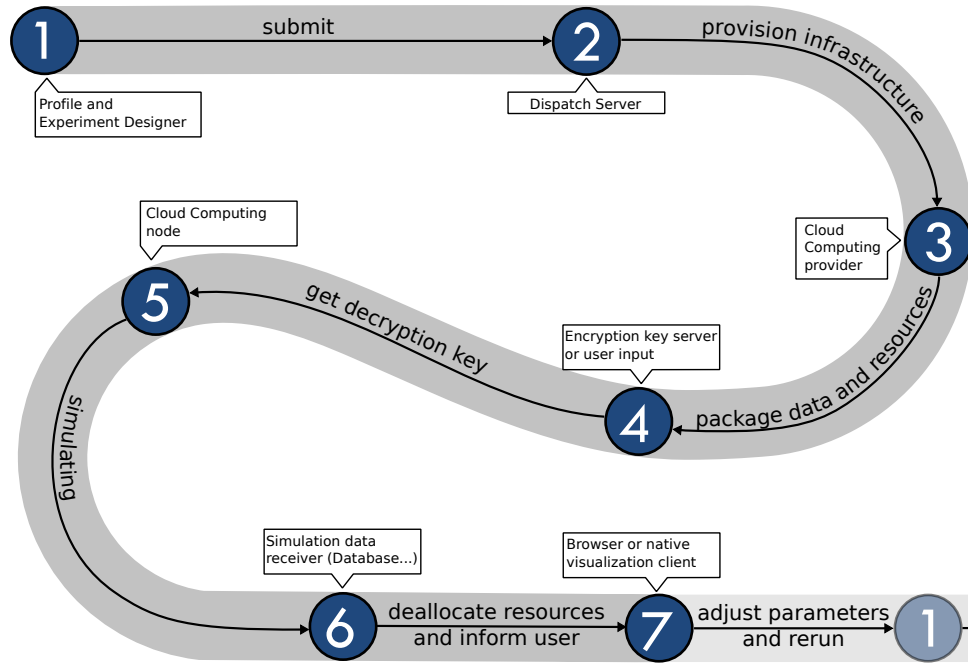 1
submit
2
provision infrastructure
Profile and
Experiment Designer
Dispatch Server
3
Cloud
Computing
provider
package data and resources
4
Encryption key server
or user input
get decryption key
5
Cloud Computing
node
simulating
6
Simulation data
receiver (Database...)
deallocate resources
and inform user
7
Browser or native
visualization client
adjust parameters
and rerun
1